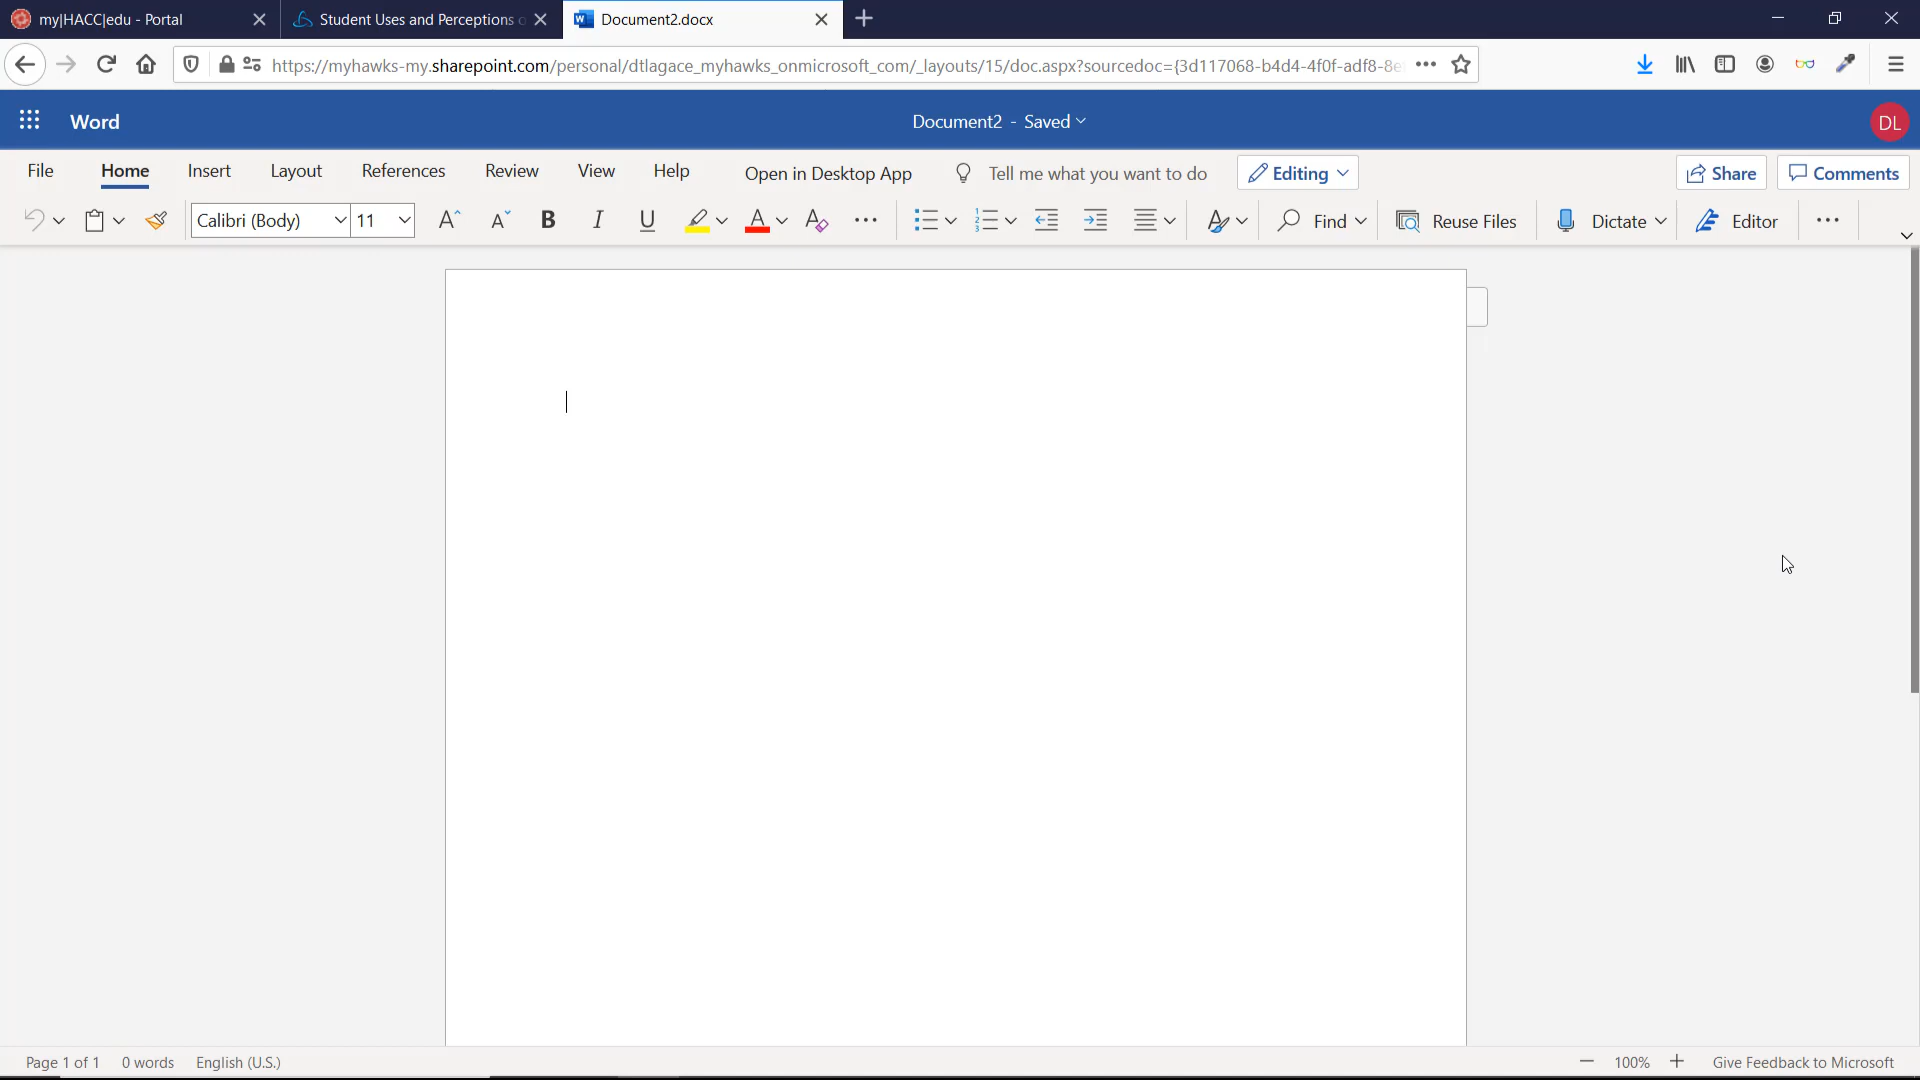 my|HACC|edu - Portal
Student Uses and Perceptions o
Document2.docx
https://myhawks-my.sharepoint.com/personal/dtlagace_myhawks_onmicrosoft_com/_layouts/15/doc.aspx?sourcedoc={3d117068-b4d4-4f0f-adf8-8e
Word
Document2 - Saved
DL
File Home Insert Layout References Review View Help Open in Desktop App Tell me what you want to do Editing Share Comments
Calibri (Body) 11 Find Reuse Files Dictate Editor
Page 1 of 1 0 words English (U.S.) 100% Give Feedback to Microsoft